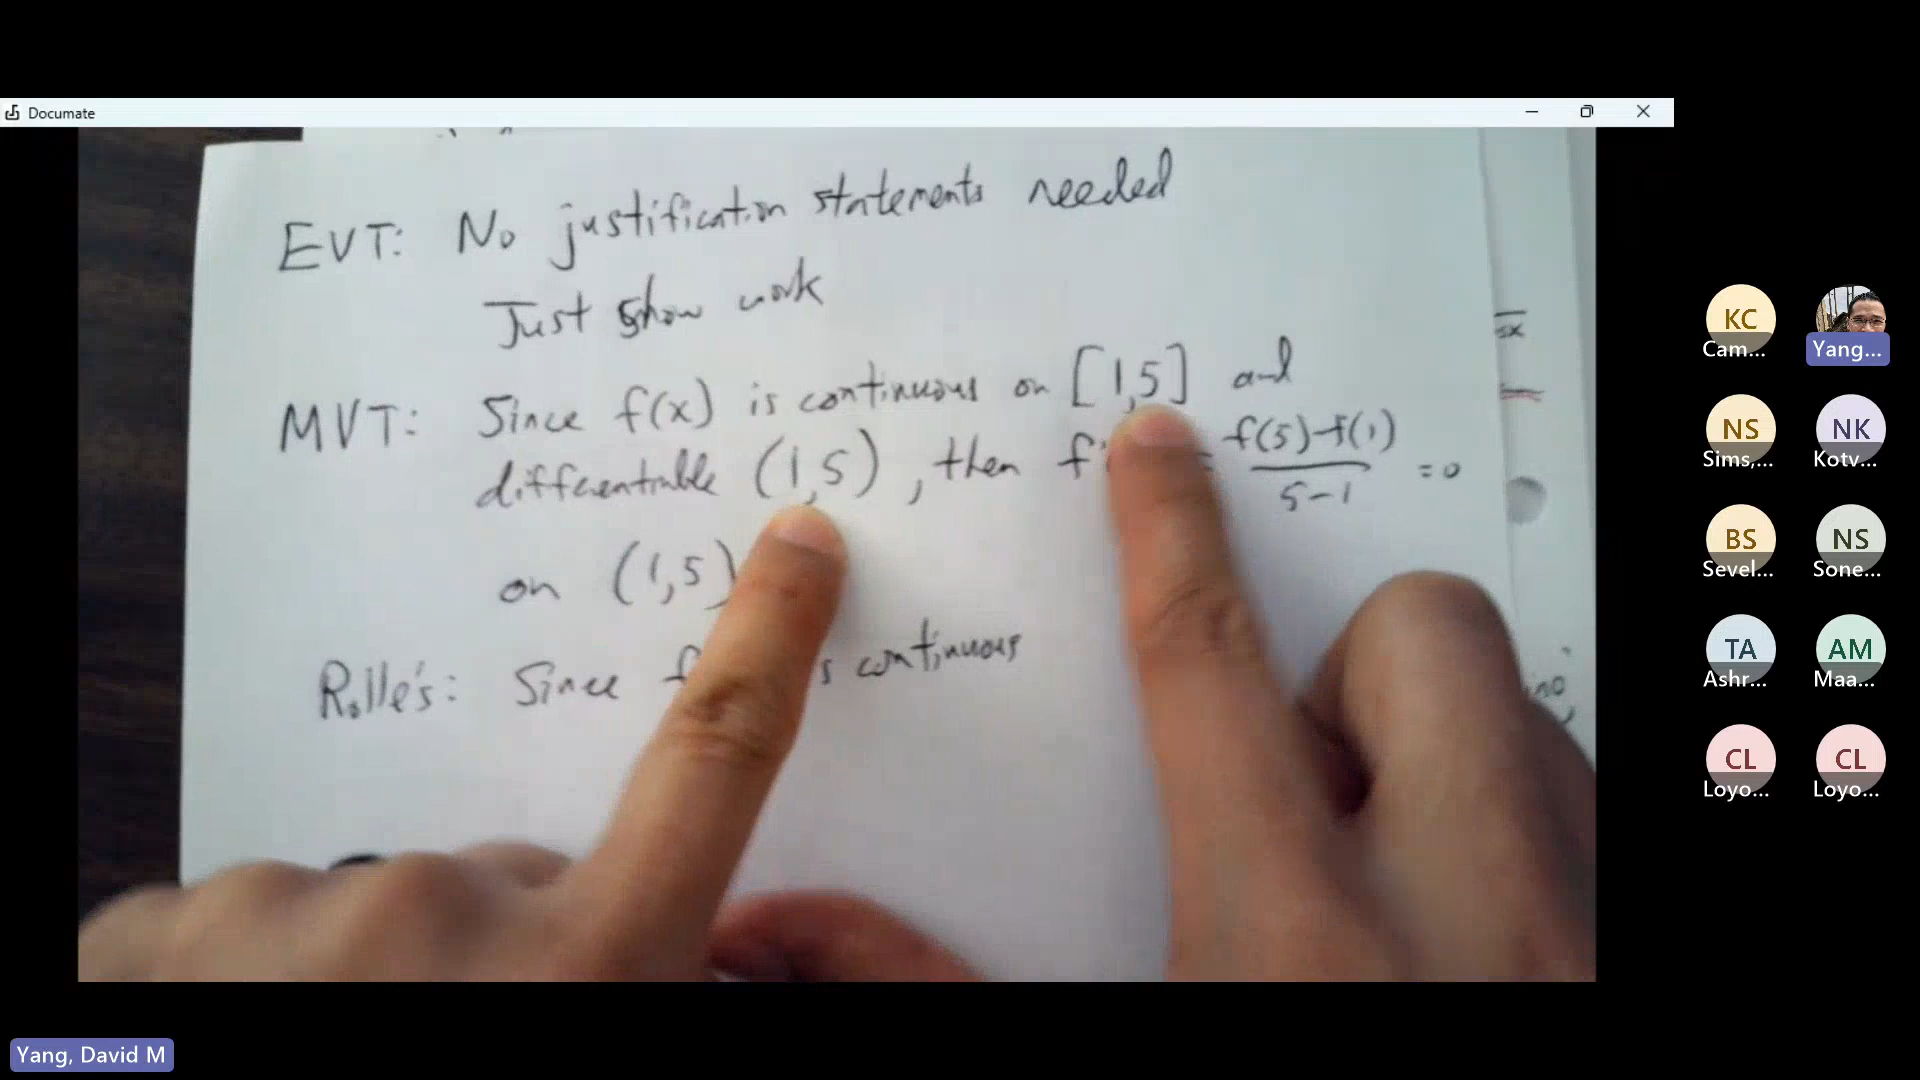 Documate
EVT: No justification statements needed
Just show work
MVT: Since f(x) is continuous on [1,5] and
differentiable (1,5), then f' = f(5)-f(1) / 5-1 = 0
on (1,5)
Rolle's: Since f s continuous
sx
KC
Cam...
Yang...
NS
Sims,...
NK
Kotv...
BS
Sevel...
NS
Sone...
TA
Ashr...
AM
Maa...
CL
Loyo...
CL
Loyo...
Yang, David M